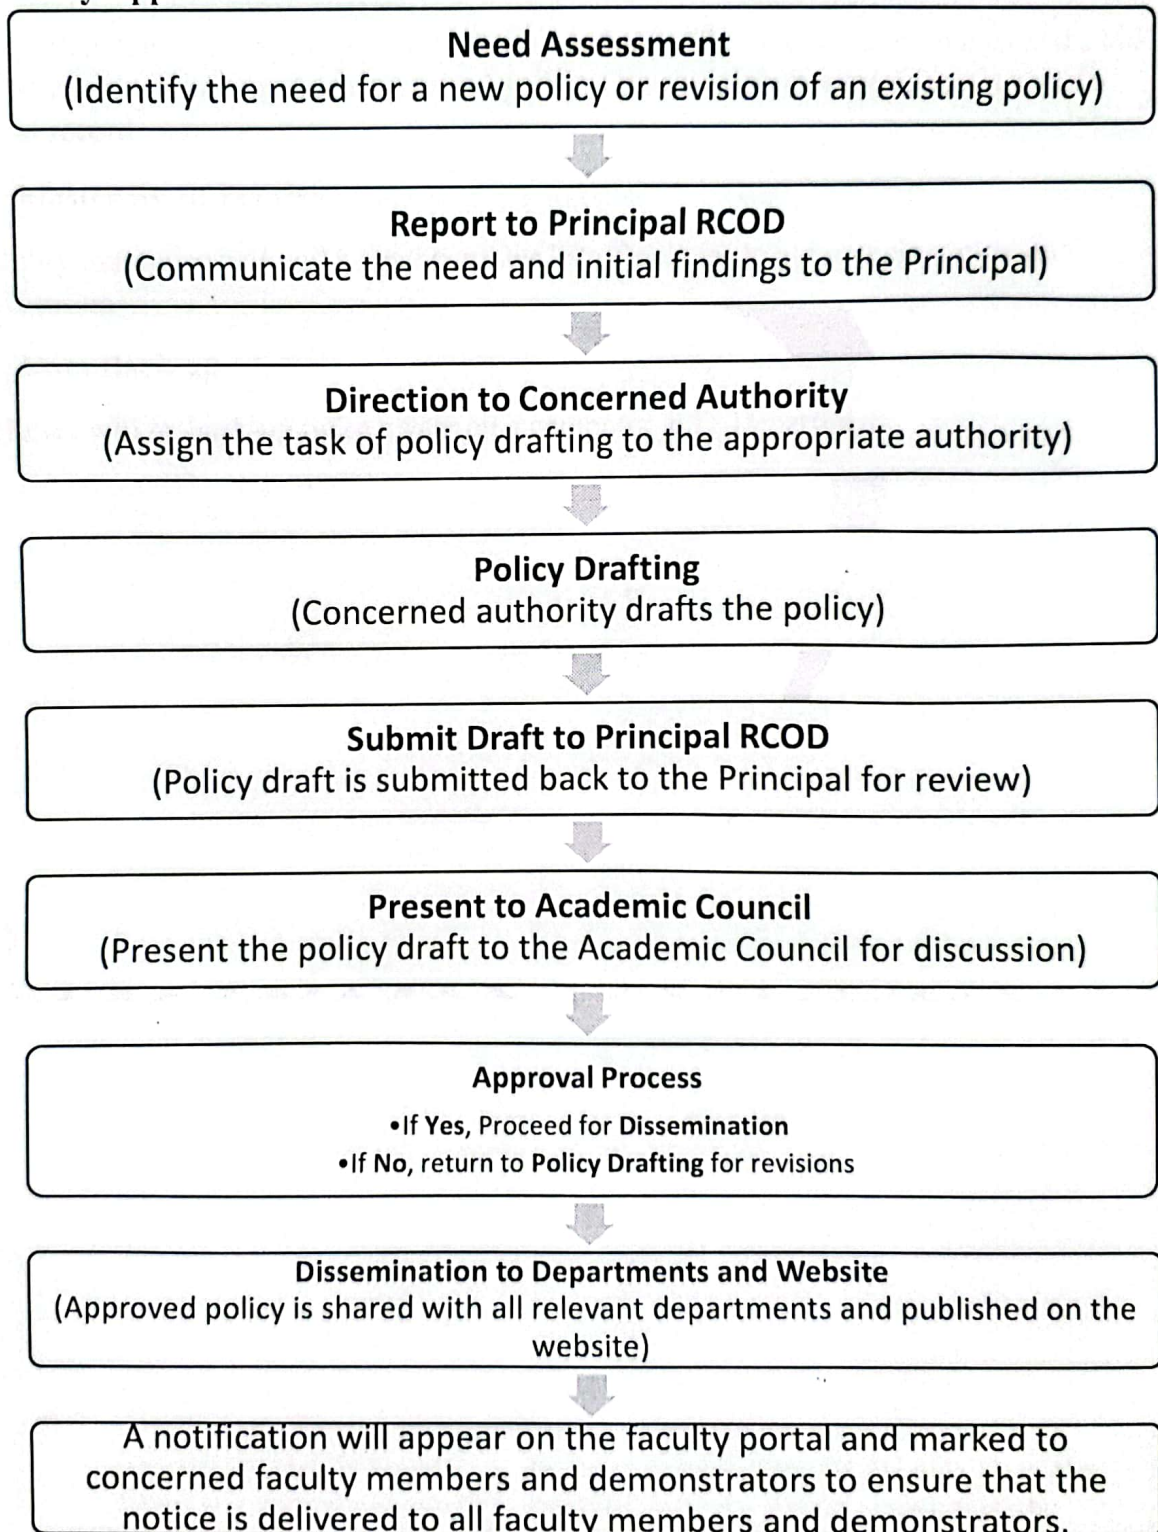 Need Assessment
(Identify the need for a new policy or revision of an existing policy)
Report to Principal RCOD
(Communicate the need and initial findings to the Principal)
Direction to Concerned Authority
(Assign the task of policy drafting to the appropriate authority)
Policy Drafting
(Concerned authority drafts the policy)
Submit Draft to Principal RCOD
(Policy draft is submitted back to the Principal for review)
Present to Academic Council
(Present the policy draft to the Academic Council for discussion)
Approval Process
•If Yes, Proceed for Dissemination
•If No, return to Policy Drafting for revisions
Dissemination to Departments and Website
(Approved policy is shared with all relevant departments and published on the
website)
A notification will appear on the faculty portal and marked to
concerned faculty members and demonstrators to ensure that the
notice is delivered to all faculty members and demonstrators.